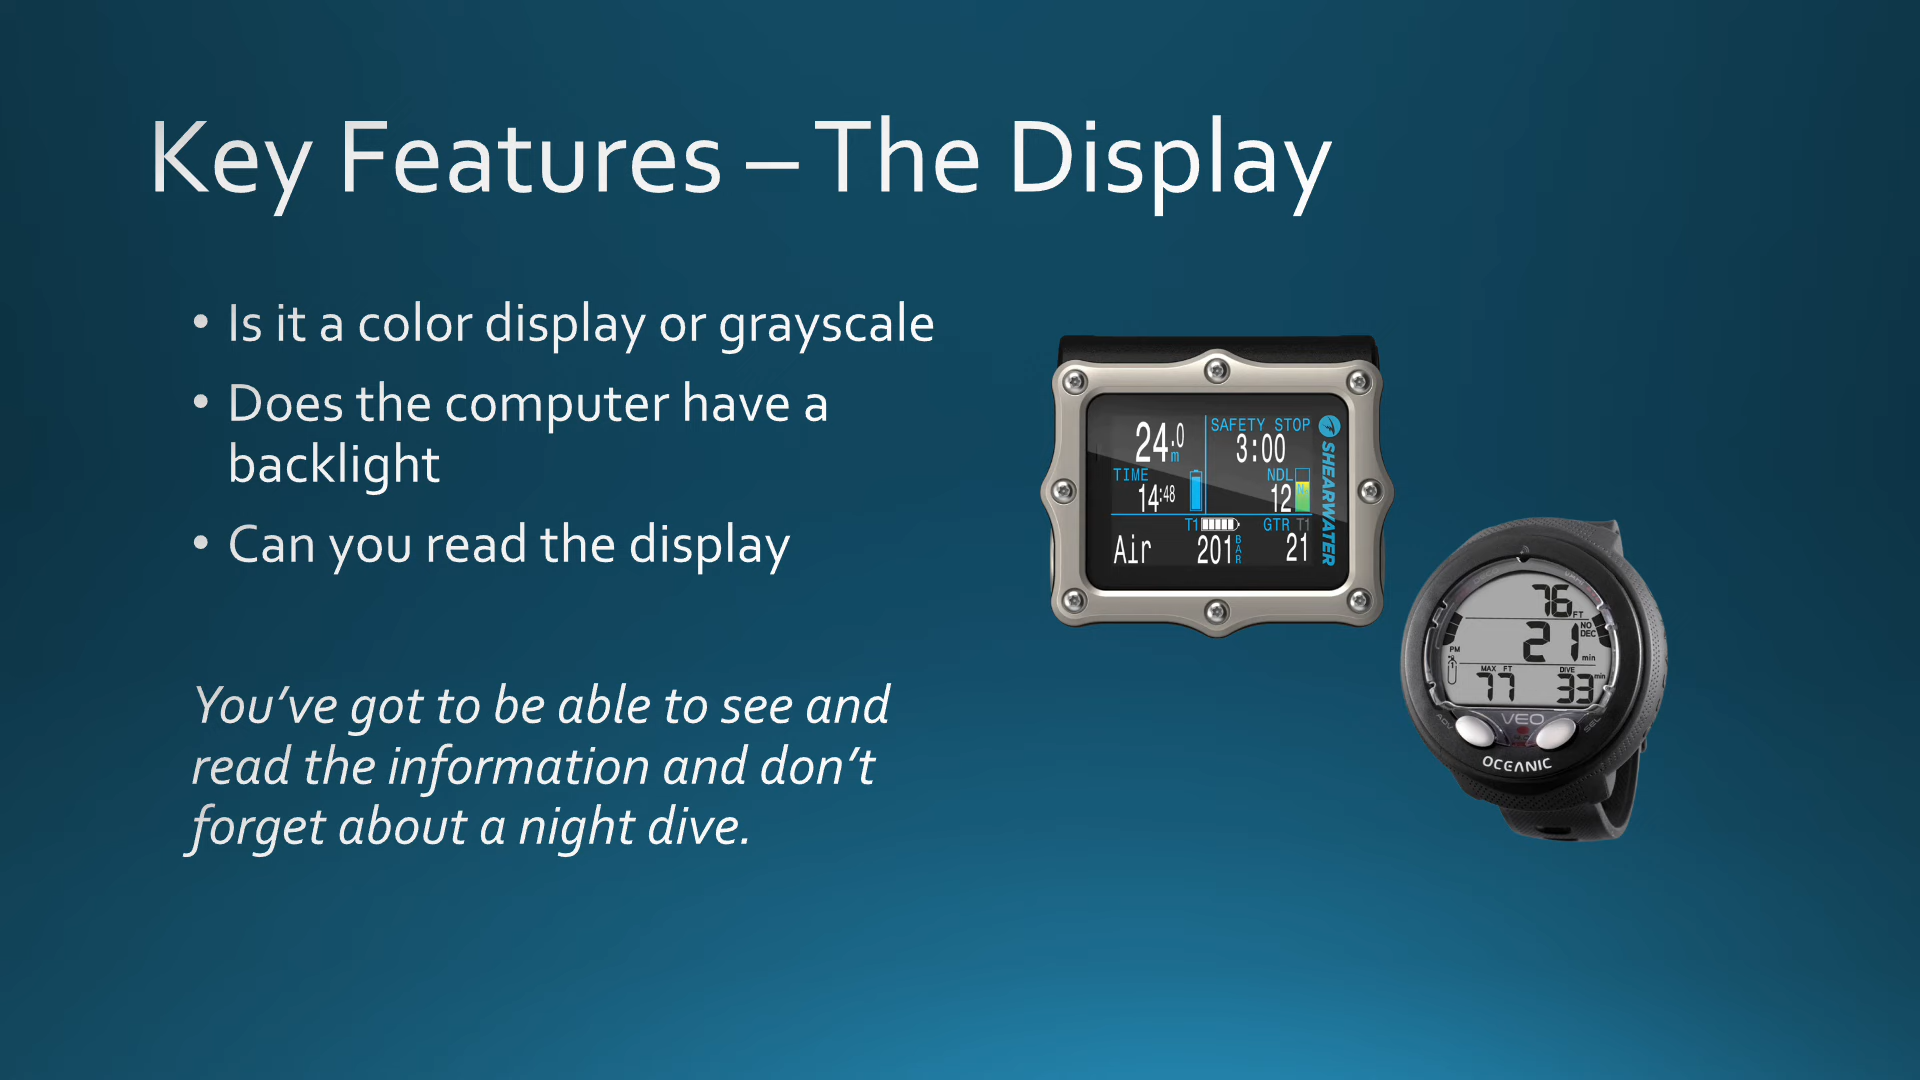 Key Features – The Display
• Is it a color display or grayscale
• Does the computer have a
backlight
• Can you read the display
You've got to be able to see and
read the information and don't
forget about a night dive.
24.0 m
SAFETY STOP
3:00
TIME
14:48
NDL
12
T1
GTR T1
Air
201 BAR
21
SHEARWATER
76 FT
21 NO DEC min
PM
MAX FT
DIVE
77
33 min
ADV
VEO
SEL
OCEANIC